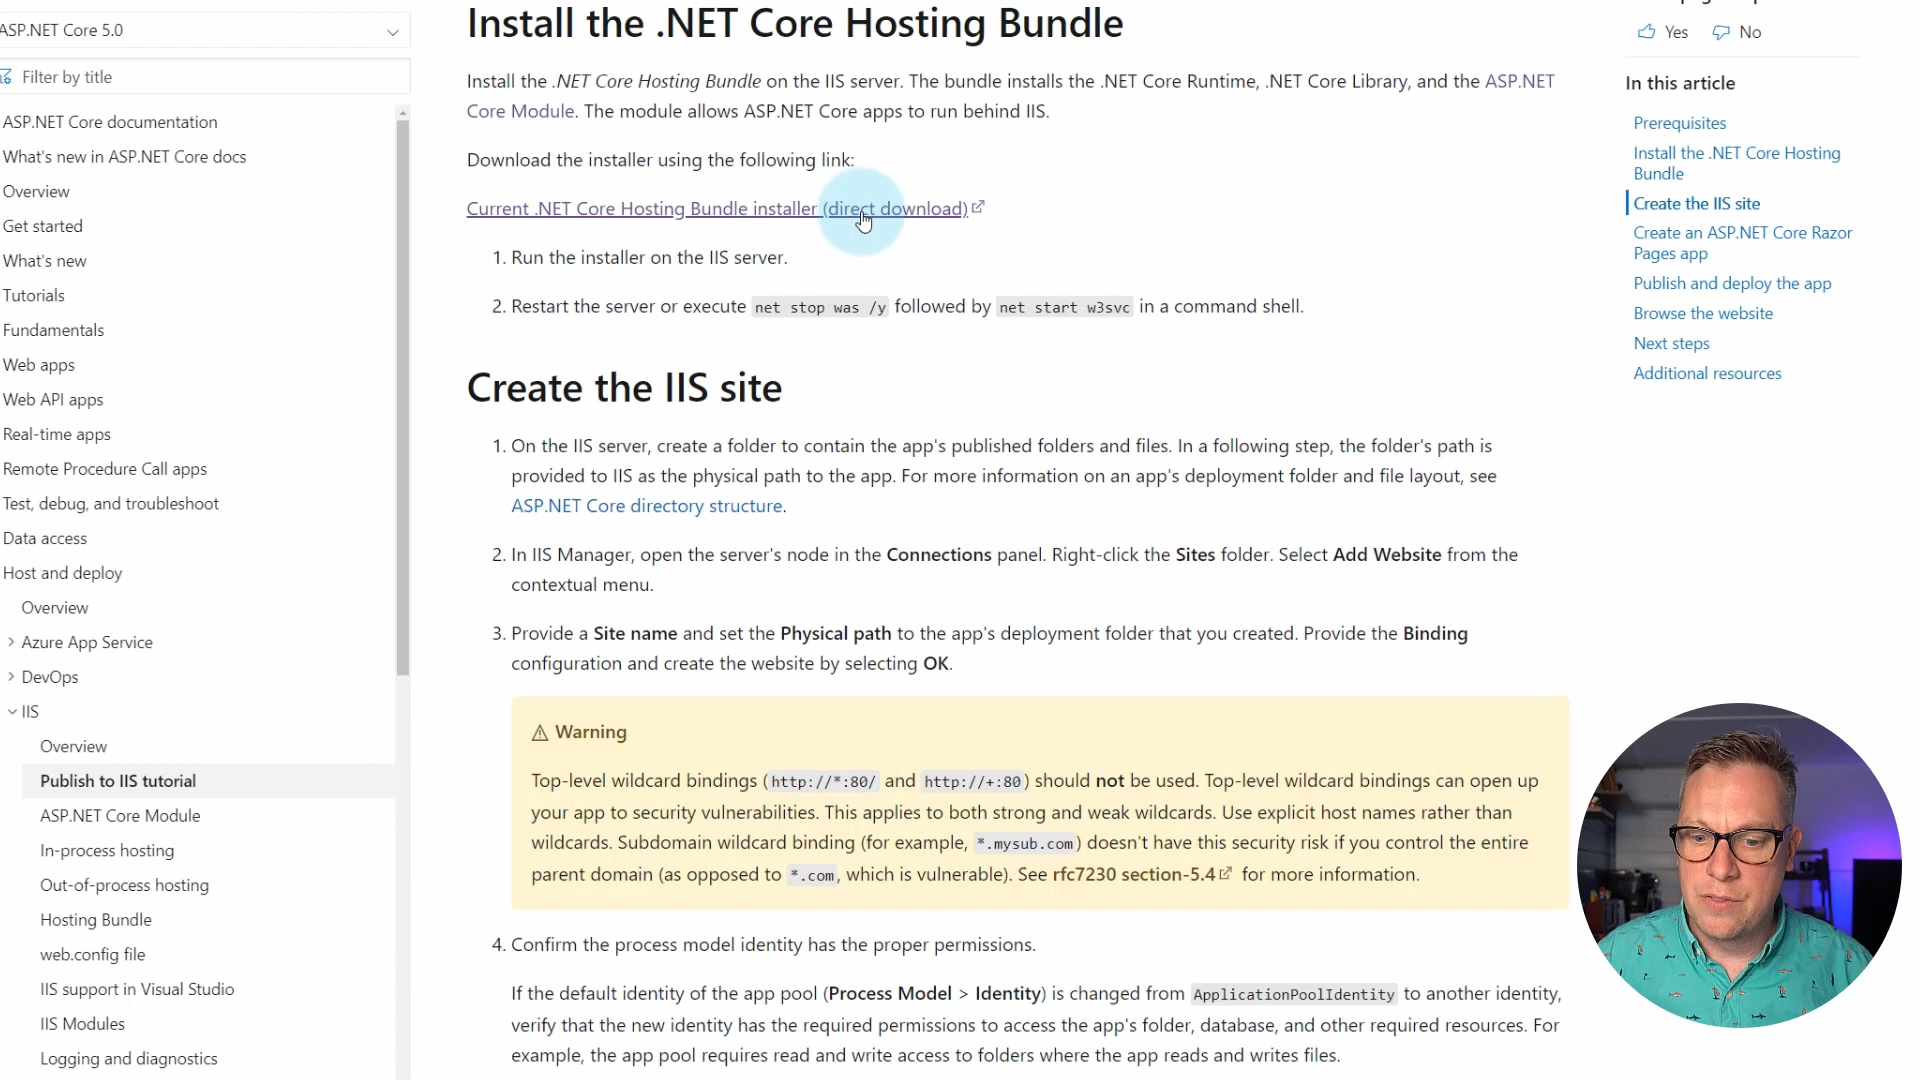 ASP.NET Core 5.0
Filter by title
ASP.NET Core documentation
What's new in ASP.NET Core docs
Overview
Get started
What's new
Tutorials
Fundamentals
Web apps
Web API apps
Real-time apps
Remote Procedure Call apps
Test, debug, and troubleshoot
Data access
Host and deploy
Overview
Azure App Service
DevOps
IIS
Overview
Publish to IIS tutorial
ASP.NET Core Module
In-process hosting
Out-of-process hosting
Hosting Bundle
web.config file
IIS support in Visual Studio
IIS Modules
Logging and diagnostics
Install the .NET Core Hosting Bundle
Install the .NET Core Hosting Bundle on the IIS server. The bundle installs the .NET Core Runtime, .NET Core Library, and the ASP.NET
Core Module. The module allows ASP.NET Core apps to run behind IIS.
Download the installer using the following link:
Current .NET Core Hosting Bundle installer (direct download)
1. Run the installer on the IIS server.
2. Restart the server or execute net stop was /y followed by net start w3svc in a command shell.
Create the IIS site
1. On the IIS server, create a folder to contain the app's published folders and files. In a following step, the folder's path is
provided to IIS as the physical path to the app. For more information on an app's deployment folder and file layout, see
ASP.NET Core directory structure.
2. In IIS Manager, open the server's node in the Connections panel. Right-click the Sites folder. Select Add Website from the
contextual menu.
3. Provide a Site name and set the Physical path to the app's deployment folder that you created. Provide the Binding
configuration and create the website by selecting OK.
Warning
Top-level wildcard bindings (http://*:80/ and http://+:80) should not be used. Top-level wildcard bindings can open up
your app to security vulnerabilities. This applies to both strong and weak wildcards. Use explicit host names rather than
wildcards. Subdomain wildcard binding (for example, *.mysub.com) doesn't have this security risk if you control the entire
parent domain (as opposed to *.com, which is vulnerable). See rfc7230 section-5.4 for more information.
4. Confirm the process model identity has the proper permissions.
If the default identity of the app pool (Process Model > Identity) is changed from ApplicationPoolIdentity to another identity,
verify that the new identity has the required permissions to access the app's folder, database, and other required resources. For
example, the app pool requires read and write access to folders where the app reads and writes files.
Yes No
In this article
Prerequisites
Install the .NET Core Hosting
Bundle
Create the IIS site
Create an ASP.NET Core Razor
Pages app
Publish and deploy the app
Browse the website
Next steps
Additional resources